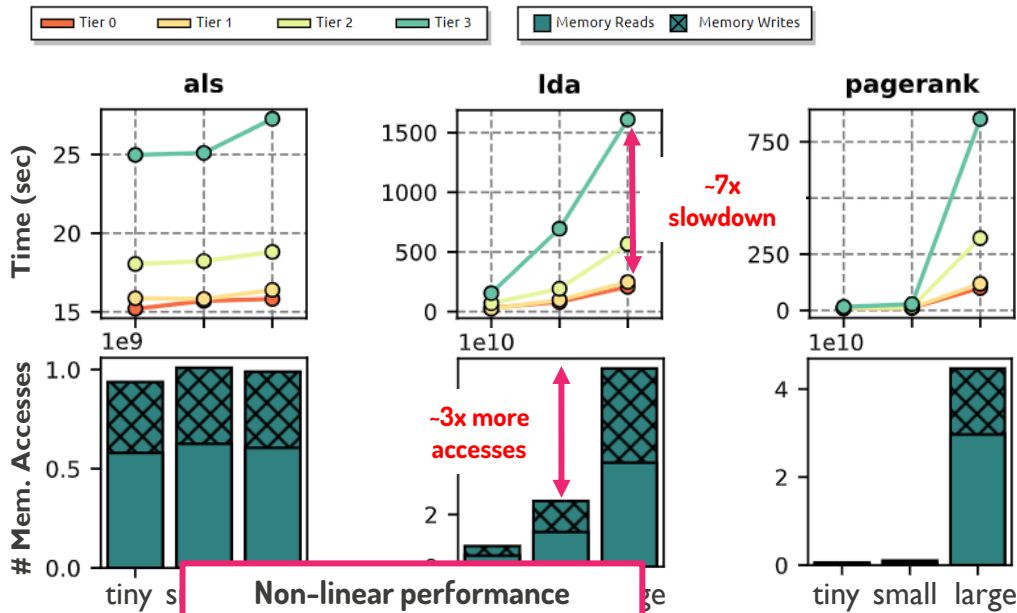 Tier 0 Tier 1 Tier 2 Tier 3 Memory Reads Memory Writes
als lda pagerank
Time (sec)
25
20
15
1500
1000
500
0
750
250
0
~7x
slowdown
1e9 1e10 1e10
# Mem. Accesses
1.0
0.5
0.0
2
4
2
0
~3x more
accesses
tiny small large
Non-linear performance